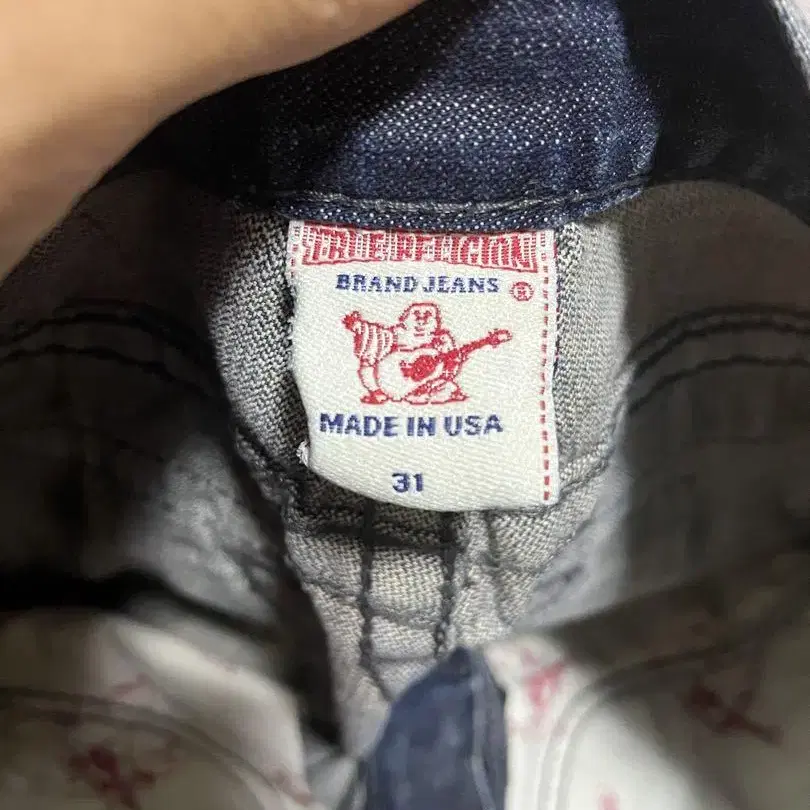 TRUE RELIGION
BRAND JEANS ®
MADE IN USA
31